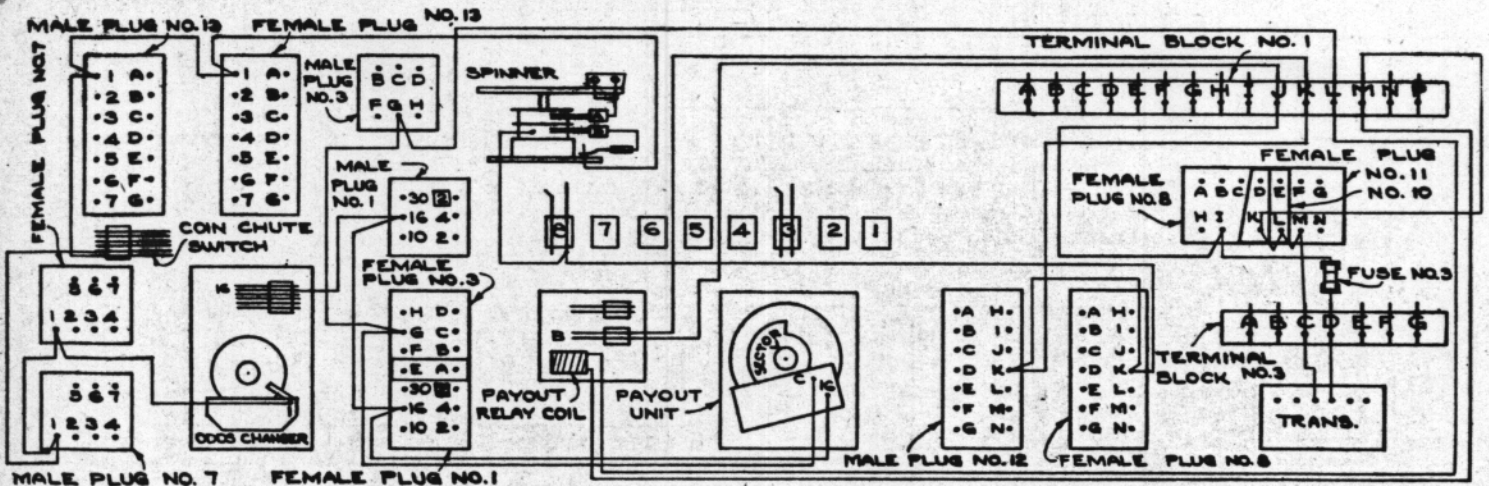 MALE PLUG NO. 13
FEMALE PLUG NO. 13
FEMALE PLUG NO. 7
• 1 A •
• 2 B •
• 3 C •
• 4 D •
• 5 E •
• 6 F •
• 7 G •
• 1 A •
• 2 B •
• 3 C •
• 4 D •
• 5 E •
• 6 F •
• 7 G •
MALE
PLUG
NO. 3
B C D
F G H
SPINNER
A
B
TERMINAL BLOCK NO. 1
A B C D E F G H I J K L M N P
MALE
PLUG
NO. 1
• 30 2
• 16 4 •
• 10 2 •
FEMALE PLUG
NO. 11
NO. 10
FEMALE
PLUG NO. 8
A B C D E F G
H I K L M N
COIN CHUTE
SWITCH
8 7 6 5 4 3 2 1
5 6 7
1 2 3 4
16
ODDS CHANGER
5 6 7
1 2 3 4
MALE PLUG NO. 7
FEMALE
PLUG NO. 3
• H D •
• G C •
• F B •
• E A •
• 30 2
• 16 4 •
• 10 2 •
FEMALE PLUG NO. 1
B
PAYOUT
RELAY COIL
PAYOUT
UNIT
SECTOR
C 16
• A H •
• B I •
• C J •
• D K •
• E L •
• F M •
• G N •
MALE PLUG NO. 12
• A H •
• B I •
• C J •
• D K •
• E L •
• F M •
• G N •
FEMALE PLUG NO. 8
FUSE NO. 3
A B C D E F G
TERMINAL
BLOCK NO. 3
TRANS.